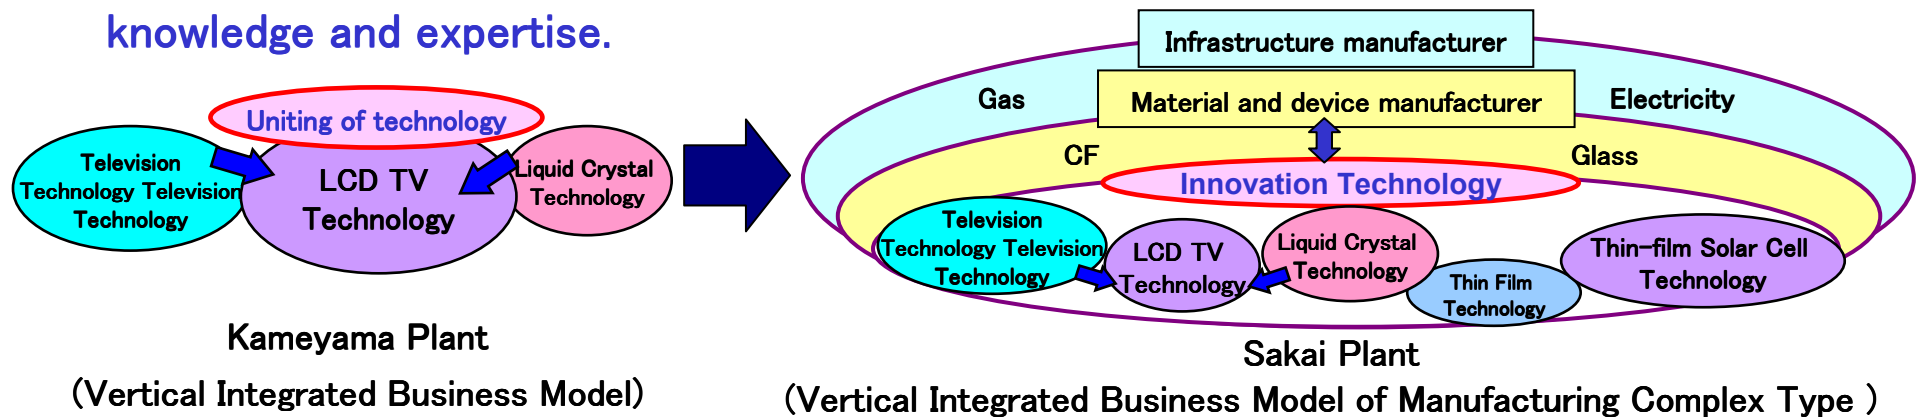 knowledge and expertise.
Uniting of technology
Television
Technology Television
Technology
LCD TV
Technology
Liquid Crystal
Technology
Kameyama Plant
(Vertical Integrated Business Model)
Infrastructure manufacturer
Gas
Material and device manufacturer
Electricity
CF
Glass
Innovation Technology
Television
Technology Television
Technology
LCD TV
Technology
Liquid Crystal
Technology
Thin Film
Technology
Thin-film Solar Cell
Technology
Sakai Plant
(Vertical Integrated Business Model of Manufacturing Complex Type )